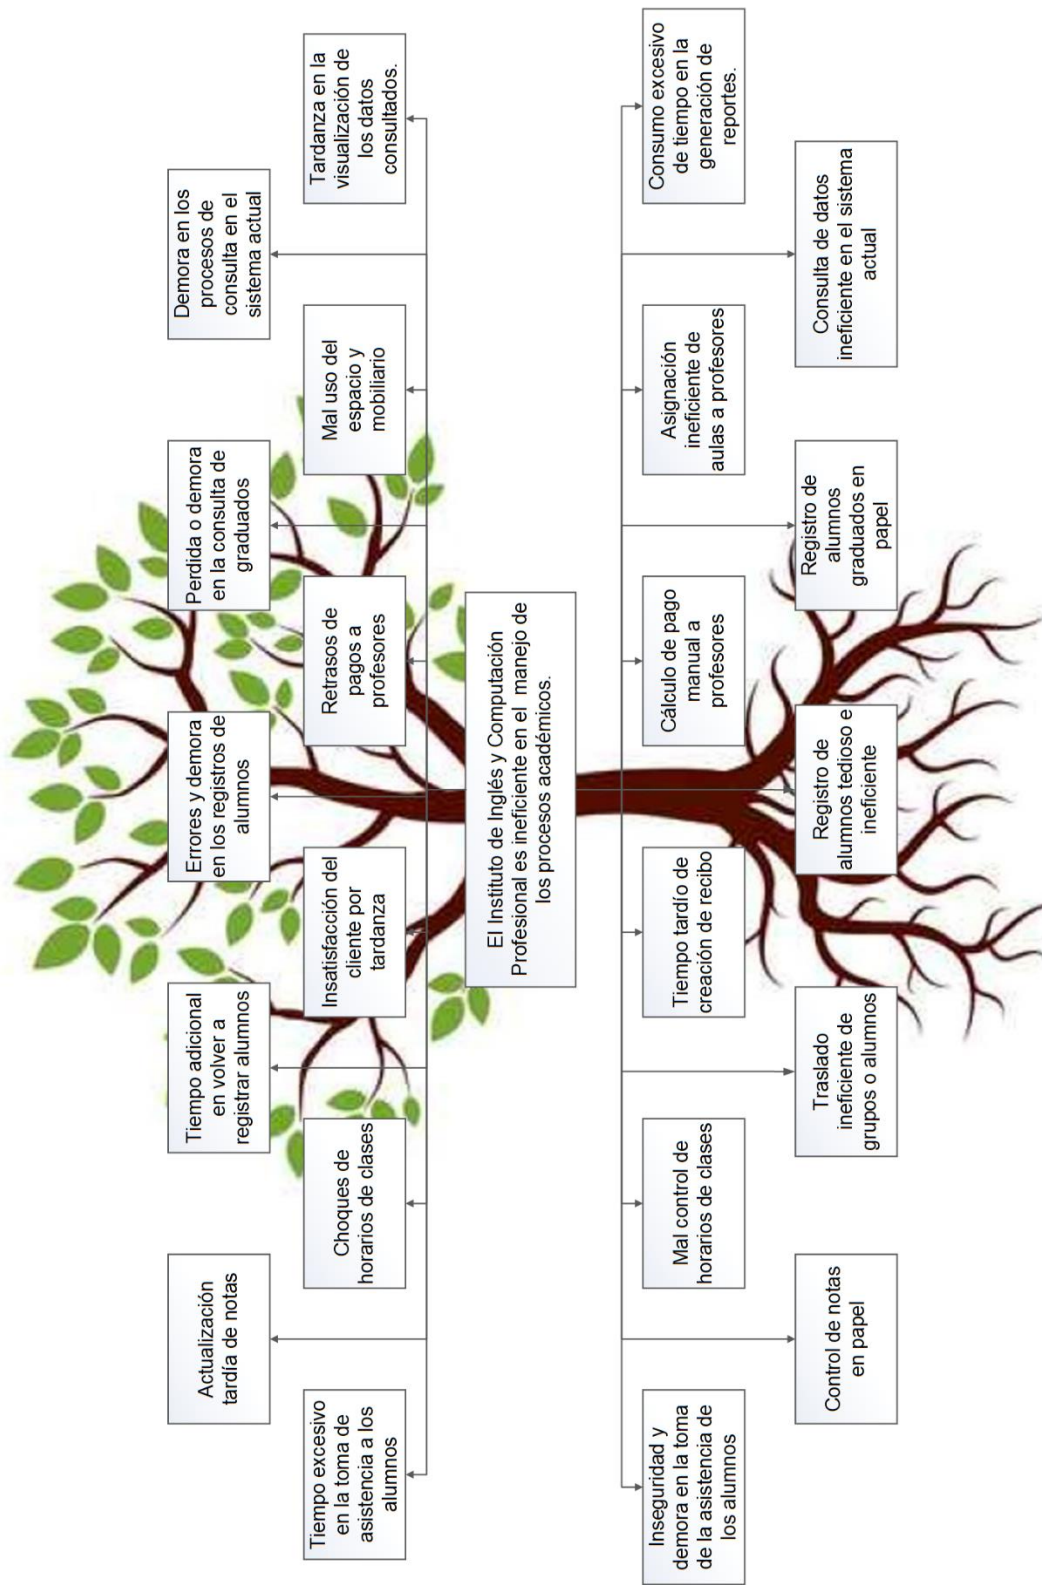 Tiempo excesivo
en la toma de
asistencia a los
alumnos
Actualización
tardía de notas
Choques de
horarios de clases
Tiempo adicional
en volver a
registrar alumnos
Insatisfacción del
cliente por
tardanza
Errores y demora
en los registros de
alumnos
Retrasos de
pagos a
profesores
Perdida o demora
en la consulta de
graduados
Mal uso del
espacio y
mobiliario
Demora en los
procesos de
consulta en el
sistema actual
Tardanza en la
visualización de
los datos
consultados.
El Instituto de Inglés y Computación
Profesional es ineficiente en el manejo de
los procesos académicos.
Inseguridad y
demora en la toma
de la asistencia de
los alumnos
Control de notas
en papel
Mal control de
horarios de clases
Traslado
ineficiente de
grupos o alumnos
Tiempo tardío de
creación de recibo
Registro de
alumnos tedioso e
ineficiente
Cálculo de pago
manual a
profesores
Registro de
alumnos
graduados en
papel
Asignación
ineficiente de
aulas a profesores
Consulta de datos
ineficiente en el sistema
actual
Consumo excesivo
de tiempo en la
generación de
reportes.